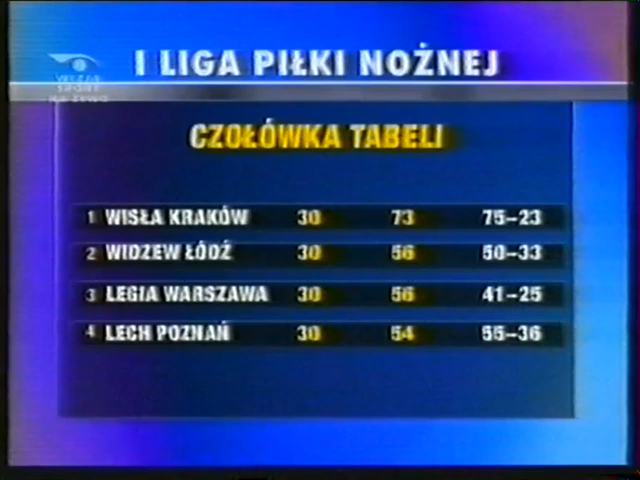 I LIGA PIŁKI NOŻNEJ
CZOŁÓWKA TABELI
1 WISŁA KRAKÓW 30 73 75-23
2 WIDZEW ŁÓDŹ 30 56 50-33
3 LEGIA WARSZAWA 30 56 41-25
4 LECH POZNAŃ 30 54 55-36